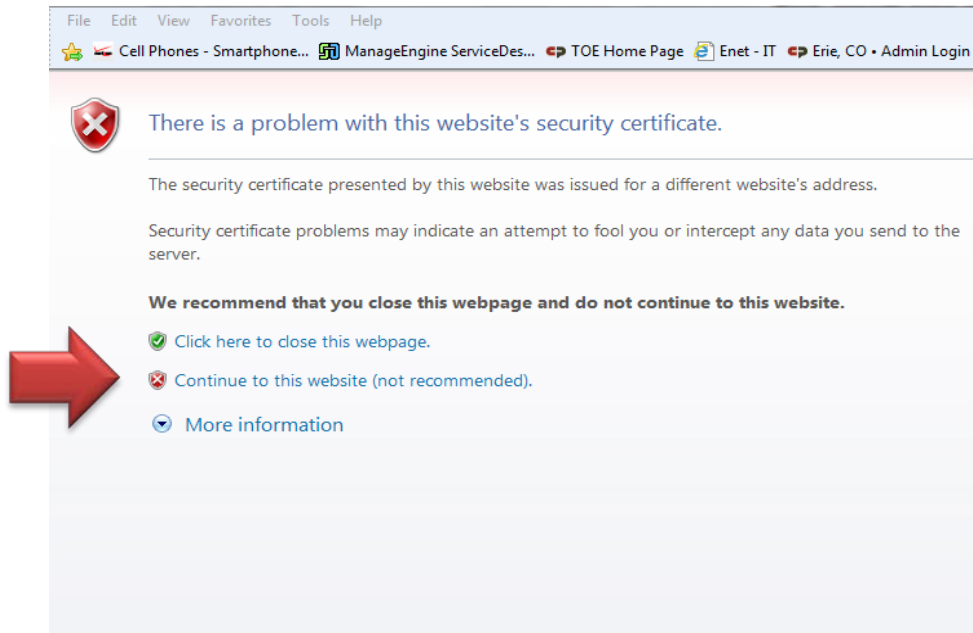 File Edit View Favorites Tools Help
Cell Phones - Smartphone... ManageEngine ServiceDes... TOE Home Page Enet - IT Erie, CO • Admin Login
There is a problem with this website's security certificate.
The security certificate presented by this website was issued for a different website's address.
Security certificate problems may indicate an attempt to fool you or intercept any data you send to the
server.
We recommend that you close this webpage and do not continue to this website.
Click here to close this webpage.
Continue to this website (not recommended).
More information